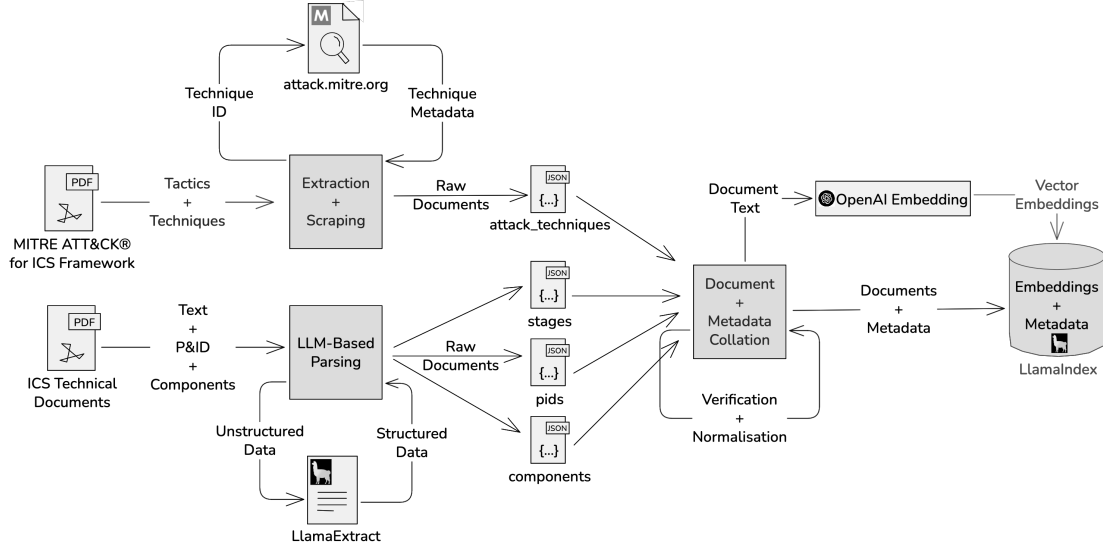 M
attack.mitre.org
Technique
ID
Technique
Metadata
PDF
MITRE ATT&CK®
for ICS Framework
Tactics
+
Techniques
Extraction
+
Scraping
Raw
Documents
JSON
{...}
attack_techniques
Document
Text
OpenAI Embedding
Vector
Embeddings
PDF
ICS Technical
Documents
Text
+
P&ID
+
Components
LLM-Based
Parsing
Raw
Documents
JSON
{...}
stages
JSON
{...}
pids
JSON
{...}
components
Document
+
Metadata
Collation
Documents
+
Metadata
Embeddings
+
Metadata
LlamaIndex
Verification
+
Normalisation
Unstructured
Data
Structured
Data
LlamaExtract